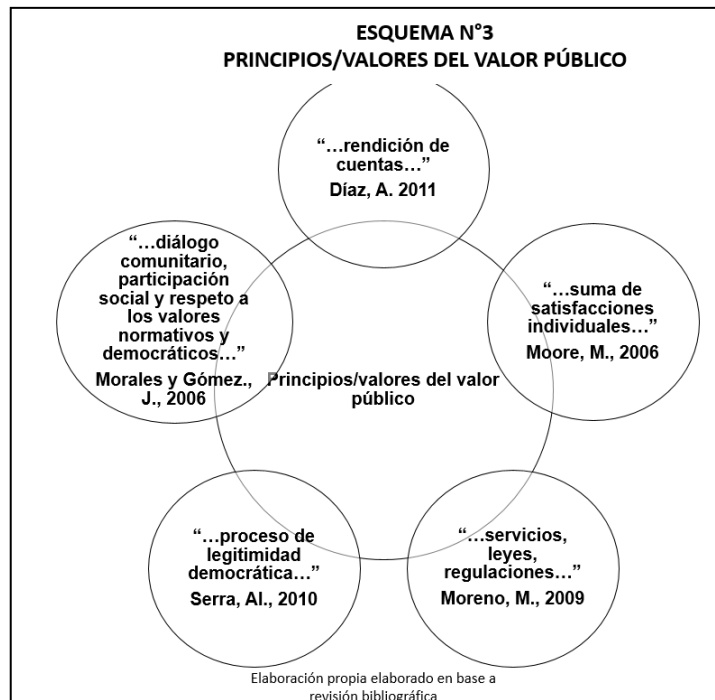 ESQUEMA N°3
PRINCIPIOS/VALORES DEL VALOR PÚBLICO
“…rendición de
cuentas…”
Díaz, A. 2011
“…diálogo
comunitario,
participación
social y respeto a
los valores
normativos y
democráticos…”
Morales y Gómez.,
J., 2006
“…suma de
satisfacciones
individuales…”
Moore, M., 2006
Principios/valores del valor
público
“…proceso de
legitimidad
democrática…”
Serra, Al., 2010
“…servicios,
leyes,
regulaciones…”
Moreno, M., 2009
Elaboración propia elaborado en base a
revisión bibliográfica